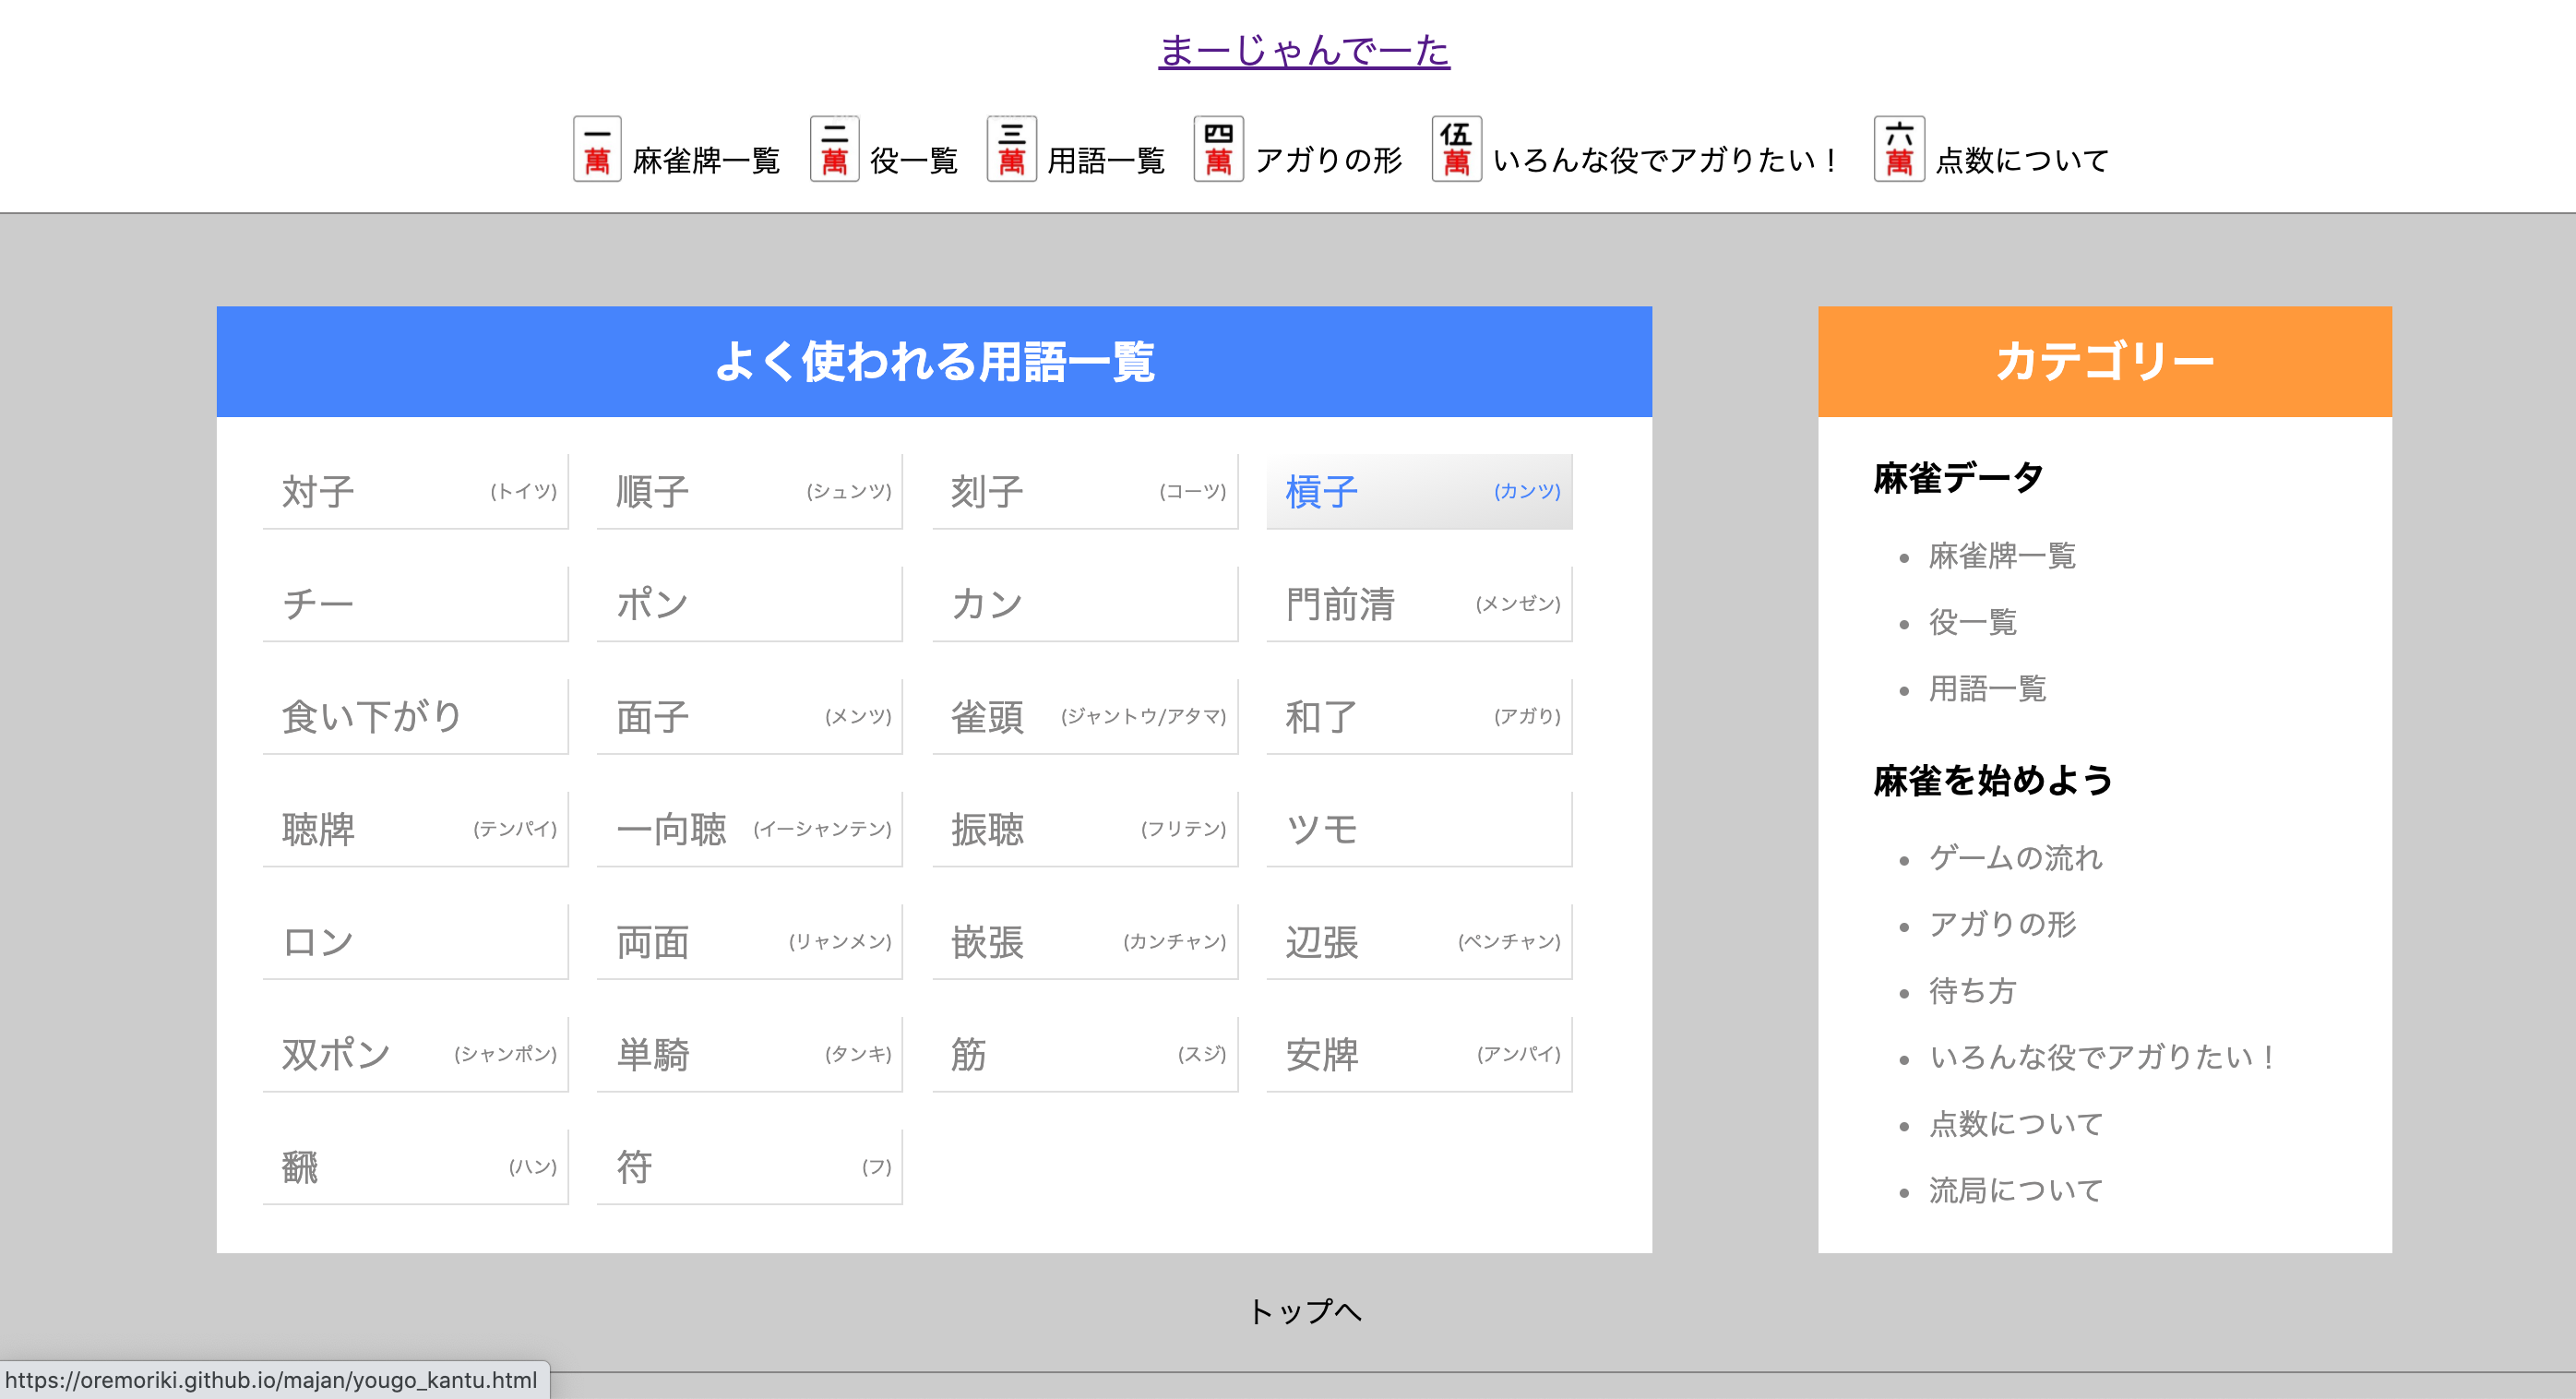 まーじゃんでーた
一萬 麻雀牌一覧 二萬 役一覧 三萬 用語一覧 四萬 アガりの形 伍萬 いろんな役でアガりたい！ 六萬 点数について
よく使われる用語一覧
対子 (トイツ) 順子 (シュンツ) 刻子 (コーツ) 槓子 (カンツ)
チー ポン カン 門前清 (メンゼン)
食い下がり 面子 (メンツ) 雀頭 (ジャントウ/アタマ) 和了 (アガり)
聴牌 (テンパイ) 一向聴 (イーシャンテン) 振聴 (フリテン) ツモ
ロン 両面 (リャンメン) 嵌張 (カンチャン) 辺張 (ペンチャン)
双ポン (シャンポン) 単騎 (タンキ) 筋 (スジ) 安牌 (アンパイ)
飜 (ハン) 符 (フ)
カテゴリー
麻雀データ
• 麻雀牌一覧
• 役一覧
• 用語一覧
麻雀を始めよう
• ゲームの流れ
• アガりの形
• 待ち方
• いろんな役でアガりたい！
• 点数について
• 流局について
トップへ
https://oremoriki.github.io/majan/yougo_kantu.html